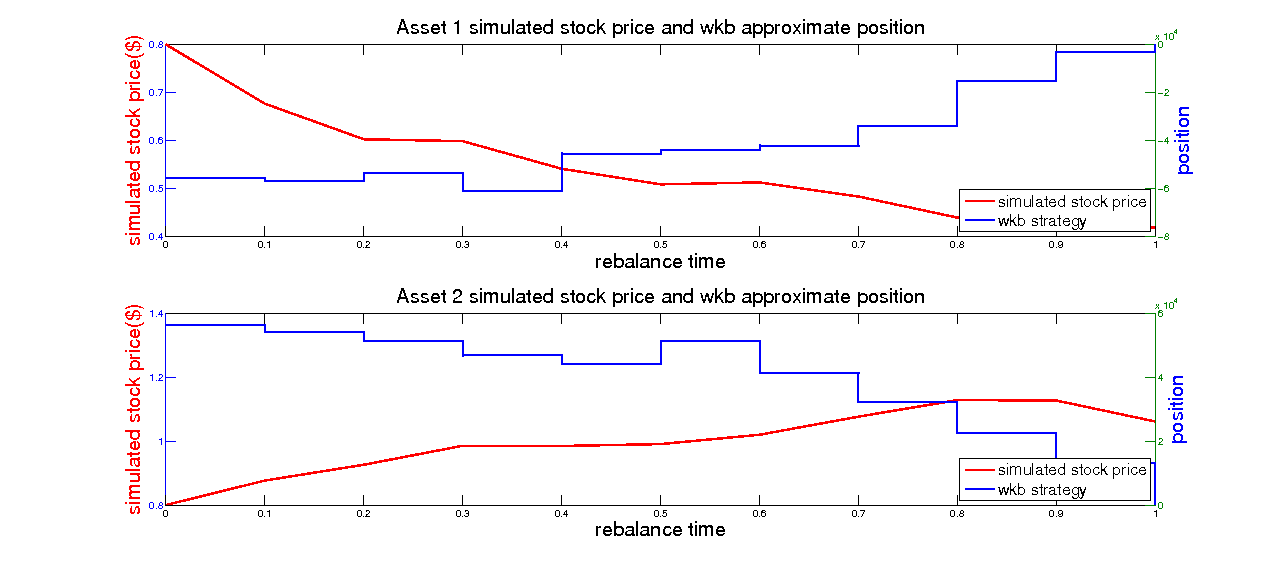 Asset 1 simulated stock price and wkb approximate position
x 10^4
simulated stock price($)
0.8
0.7
0.6
0.5
0.4
0
-2
-4
-6
-8
position
simulated stock price
wkb strategy
0 0.1 0.2 0.3 0.4 0.5 0.6 0.7 0.8 0.9 1
rebalance time
Asset 2 simulated stock price and wkb approximate position
x 10^4
simulated stock price($)
1.4
1.2
1
0.8
6
4
2
0
position
simulated stock price
wkb strategy
0 0.1 0.2 0.3 0.4 0.5 0.6 0.7 0.8 0.9 1
rebalance time